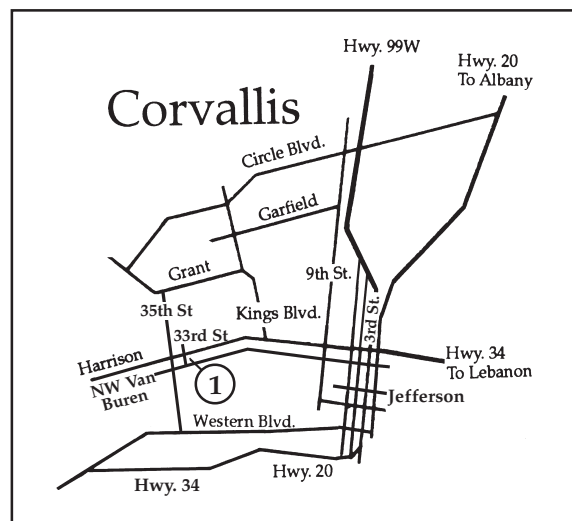 Hwy. 99W
Hwy. 20
To Albany
Corvallis
Circle Blvd.
Garfield
Grant
9th St.
35th St
Kings Blvd.
3rd St.
33rd St
Harrison
Hwy. 34
To Lebanon
NW Van
Buren
1
Jefferson
Western Blvd.
Hwy. 20
Hwy. 34